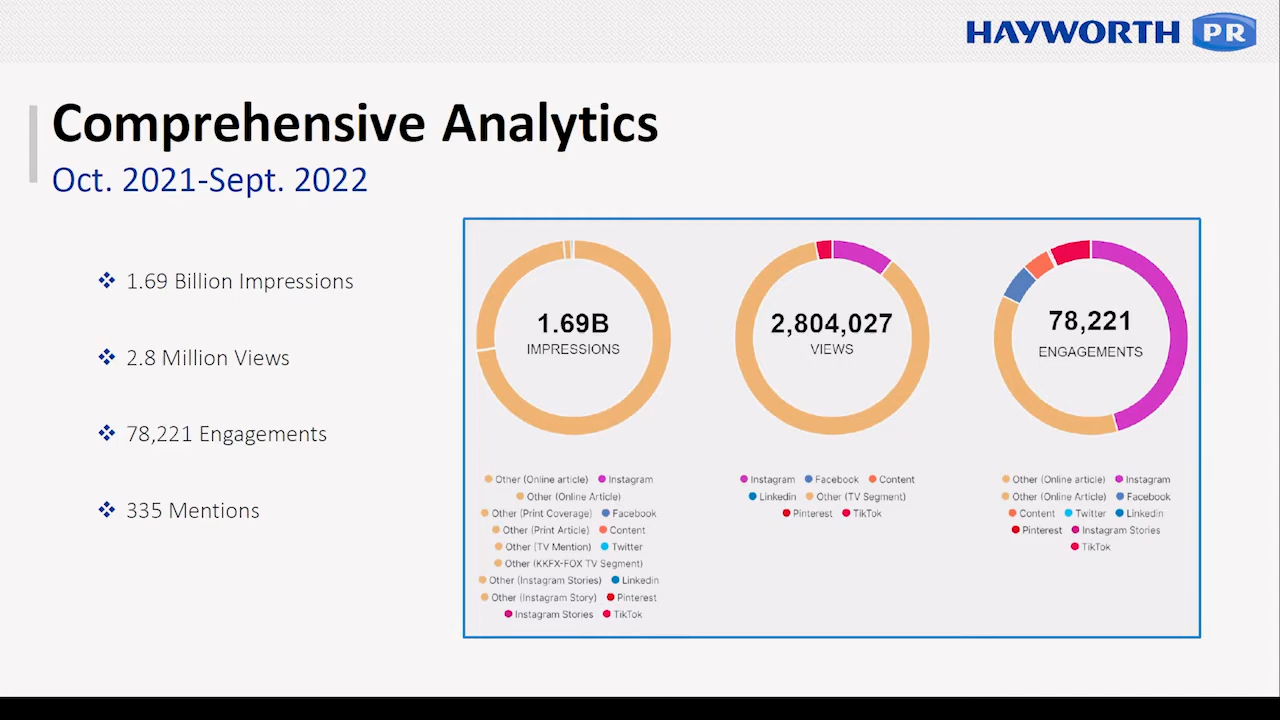 HAYWORTH PR
Comprehensive Analytics
Oct. 2021-Sept. 2022
1.69 Billion Impressions
2.8 Million Views
78,221 Engagements
335 Mentions
1.69B
IMPRESSIONS
Other (Online article) Instagram
Other (Online Article)
Other (Print Coverage) Facebook
Other (Print Article) Content
Other (TV Mention) Twitter
Other (KKFX-FOX TV Segment)
Other (Instagram Stories) Linkedin
Other (Instagram Story) Pinterest
Instagram Stories TikTok
2,804,027
VIEWS
Instagram Facebook Content
Linkedin Other (TV Segment)
Pinterest TikTok
78,221
ENGAGEMENTS
Other (Online article) Instagram
Other (Online Article) Facebook
Content Twitter Linkedin
Pinterest Instagram Stories
TikTok